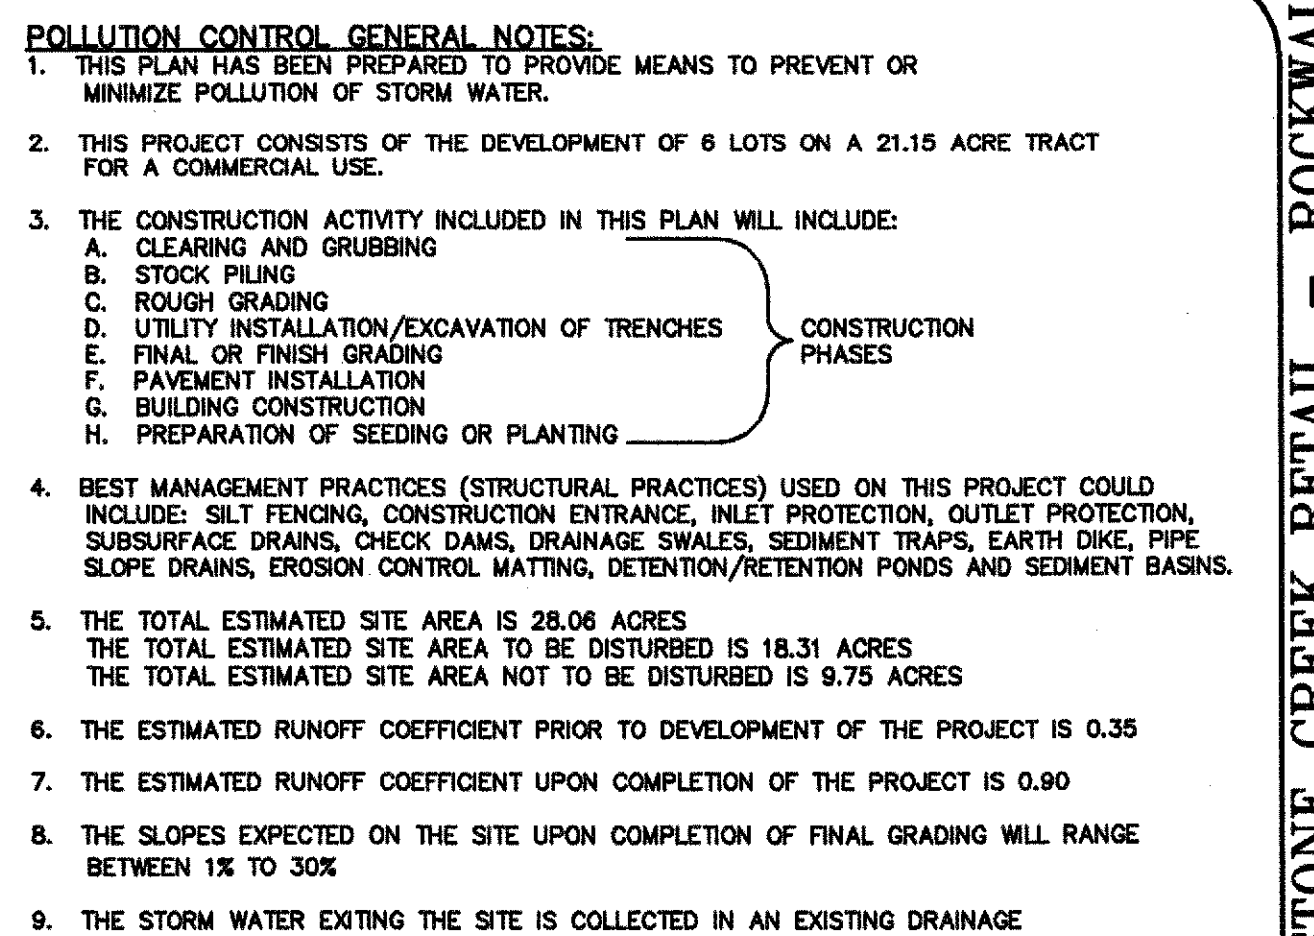 POLLUTION CONTROL GENERAL NOTES:
1. THIS PLAN HAS BEEN PREPARED TO PROVIDE MEANS TO PREVENT OR
MINIMIZE POLLUTION OF STORM WATER.
2. THIS PROJECT CONSISTS OF THE DEVELOPMENT OF 6 LOTS ON A 21.15 ACRE TRACT
FOR A COMMERCIAL USE.
3. THE CONSTRUCTION ACTIVITY INCLUDED IN THIS PLAN WILL INCLUDE:
A. CLEARING AND GRUBBING
B. STOCK PILING
C. ROUGH GRADING
D. UTILITY INSTALLATION/EXCAVATION OF TRENCHES
E. FINAL OR FINISH GRADING
F. PAVEMENT INSTALLATION
G. BUILDING CONSTRUCTION
H. PREPARATION OF SEEDING OR PLANTING
CONSTRUCTION
PHASES
4. BEST MANAGEMENT PRACTICES (STRUCTURAL PRACTICES) USED ON THIS PROJECT COULD
INCLUDE: SILT FENCING, CONSTRUCTION ENTRANCE, INLET PROTECTION, OUTLET PROTECTION,
SUBSURFACE DRAINS, CHECK DAMS, DRAINAGE SWALES, SEDIMENT TRAPS, EARTH DIKE, PIPE
SLOPE DRAINS, EROSION CONTROL MATTING, DETENTION/RETENTION PONDS AND SEDIMENT BASINS.
5. THE TOTAL ESTIMATED SITE AREA IS 28.06 ACRES
THE TOTAL ESTIMATED SITE AREA TO BE DISTURBED IS 18.31 ACRES
THE TOTAL ESTIMATED SITE AREA NOT TO BE DISTURBED IS 9.75 ACRES
6. THE ESTIMATED RUNOFF COEFFICIENT PRIOR TO DEVELOPMENT OF THE PROJECT IS 0.35
7. THE ESTIMATED RUNOFF COEFFICIENT UPON COMPLETION OF THE PROJECT IS 0.90
8. THE SLOPES EXPECTED ON THE SITE UPON COMPLETION OF FINAL GRADING WILL RANGE
BETWEEN 1% TO 30%
9. THE STORM WATER EXITING THE SITE IS COLLECTED IN AN EXISTING DRAINAGE
CREEK RETAIL -